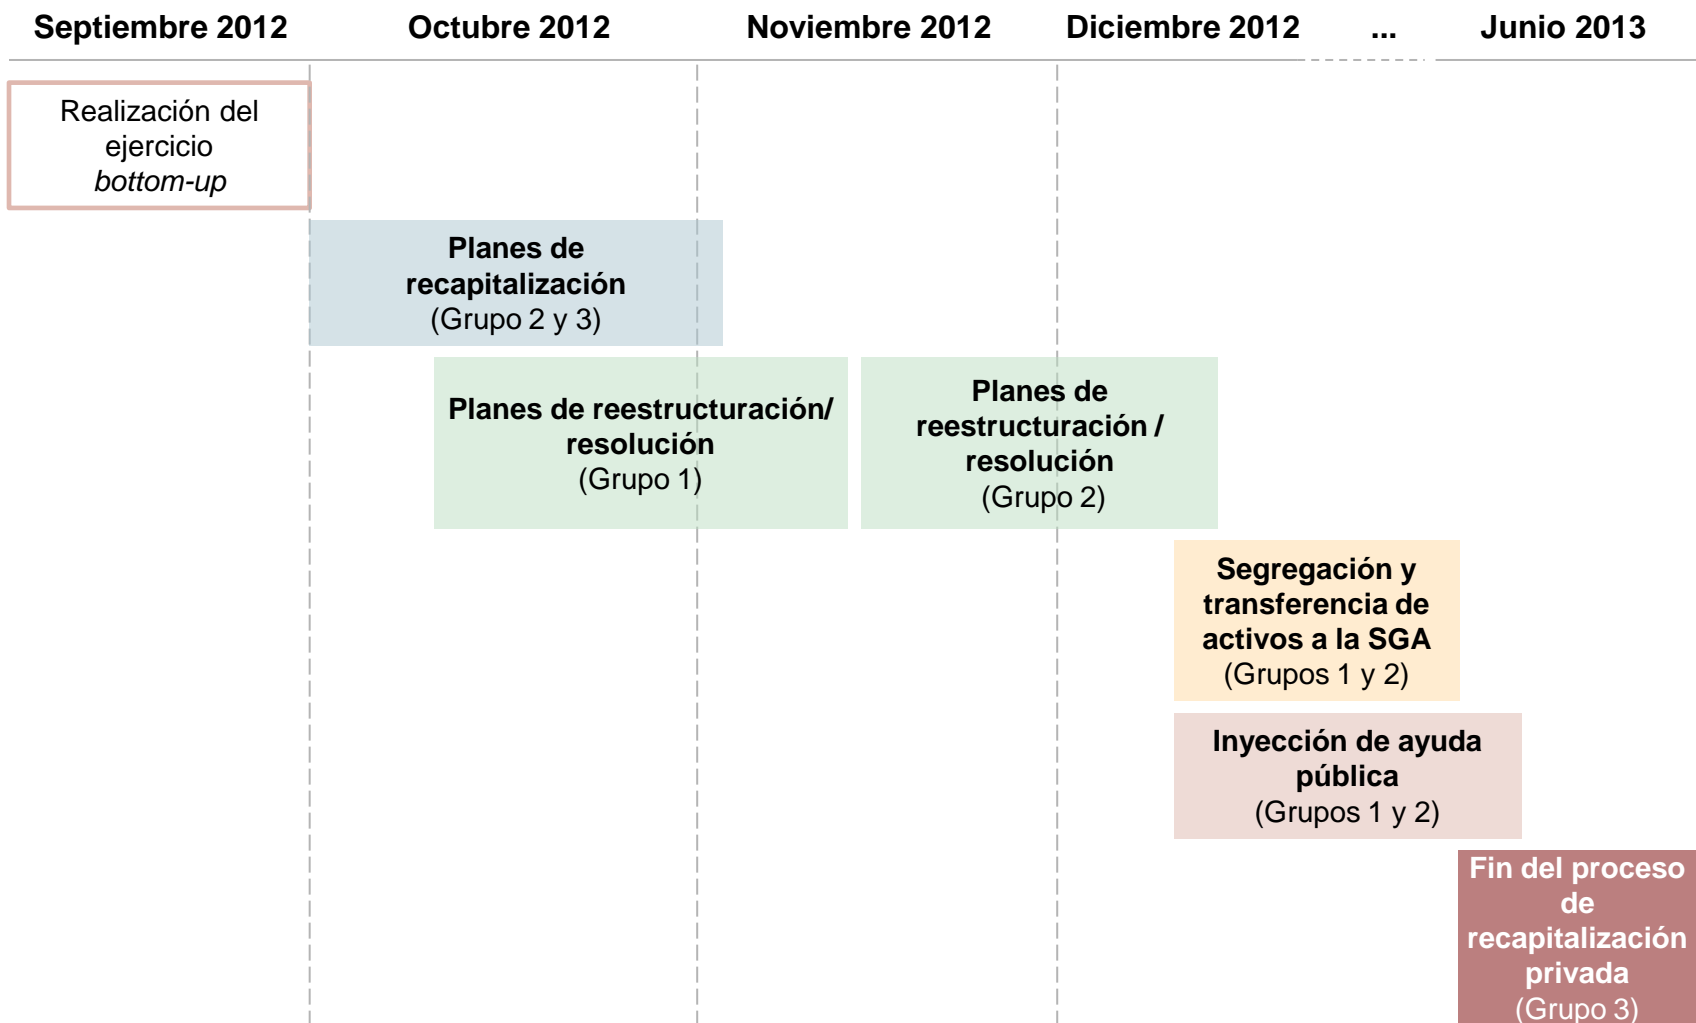 Septiembre 2012 Octubre 2012 Noviembre 2012 Diciembre 2012 ... Junio 2013
Realización del
ejercicio
bottom-up
Planes de
recapitalización
(Grupo 2 y 3)
Planes de reestructuración/
resolución
(Grupo 1)
Planes de
reestructuración /
resolución
(Grupo 2)
Segregación y
transferencia de
activos a la SGA
(Grupos 1 y 2)
Inyección de ayuda
pública
(Grupos 1 y 2)
Fin del proceso
de
recapitalización
privada
(Grupo 3)